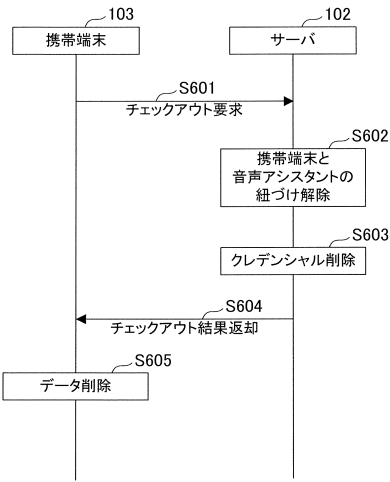 103
102
携帯端末
サーバ
S601
チェックアウト要求
S602
携帯端末と
音声アシスタントの
紐づけ解除
S603
クレデンシャル削除
S604
チェックアウト結果返却
S605
データ削除